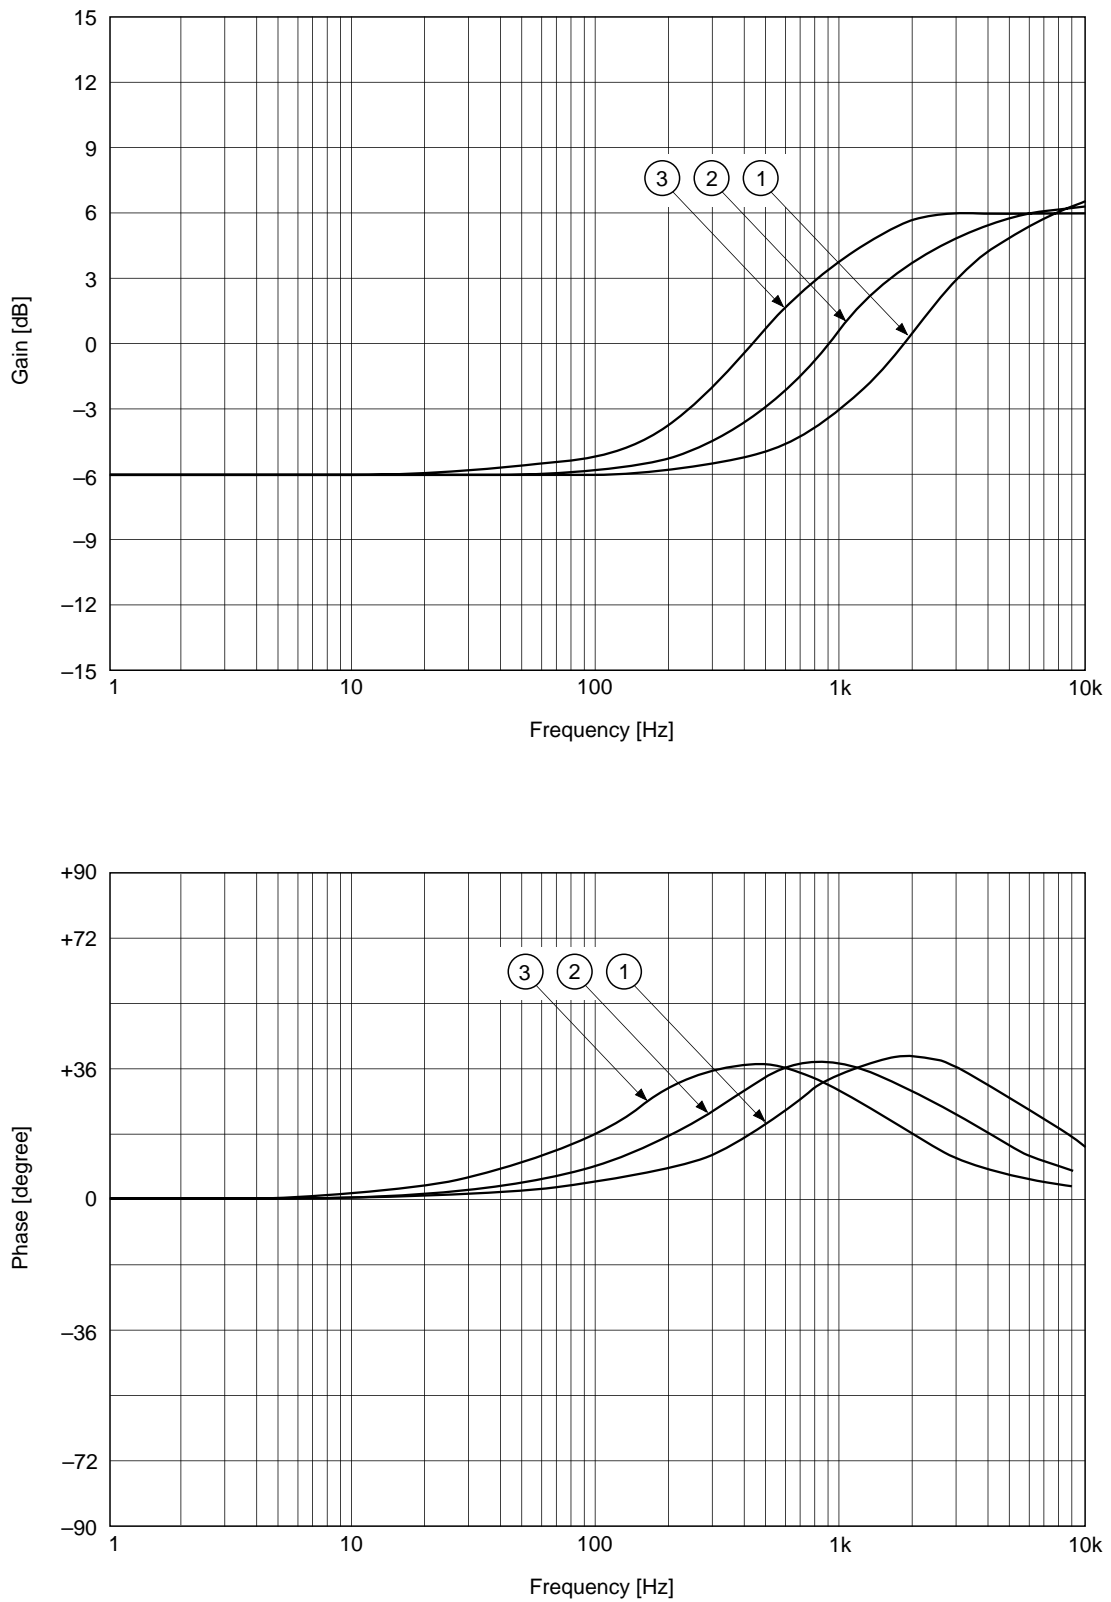 15
12
9
3 2 1
6
3
0
–3
–6
–9
–12
–15
Gain [dB]
1 10 100 1k 10k
Frequency [Hz]
+90
+72
3 2 1
+36
0
–36
–72
–90
Phase [degree]
1 10 100 1k 10k
Frequency [Hz]